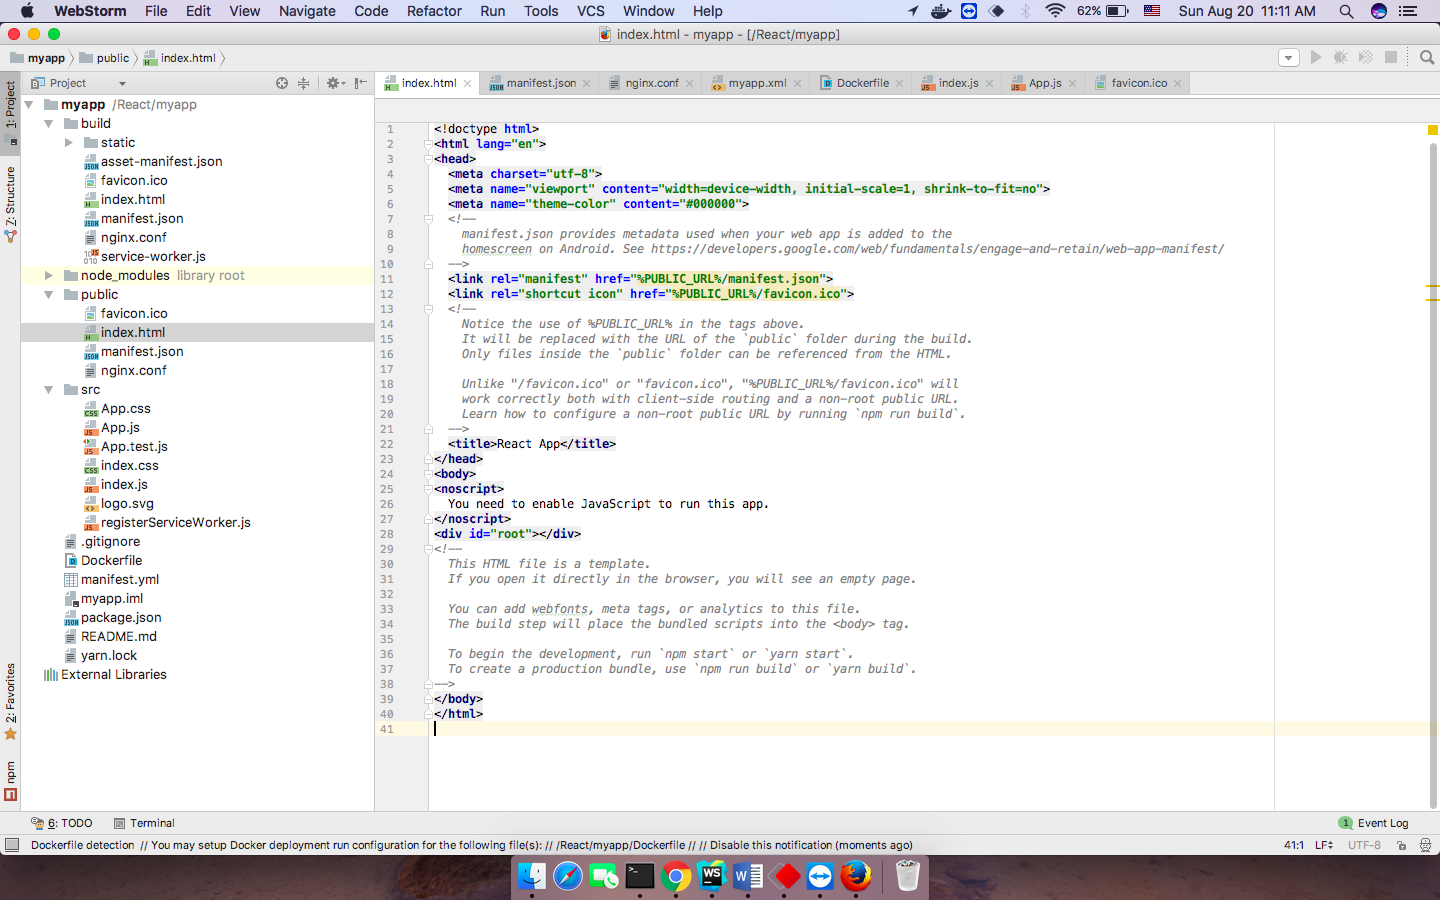 WebStorm File Edit View Navigate Code Refactor Run Tools VCS Window Help 62% Sun Aug 20 11:11 AM
index.html - myapp - [/React/myapp]
myapp public index.html
1: Project
7: Structure
2: Favorites
npm
Project
myapp /React/myapp
build
static
asset-manifest.json
favicon.ico
index.html
manifest.json
nginx.conf
service-worker.js
node_modules library root
public
favicon.ico
index.html
manifest.json
nginx.conf
src
App.css
App.js
App.test.js
index.css
index.js
logo.svg
registerServiceWorker.js
.gitignore
Dockerfile
manifest.yml
myapp.iml
package.json
README.md
yarn.lock
External Libraries
index.html manifest.json nginx.conf myapp.xml Dockerfile index.js App.js favicon.ico
1 <!doctype html>
2 <html lang="en">
3 <head>
4 <meta charset="utf-8">
5 <meta name="viewport" content="width=device-width, initial-scale=1, shrink-to-fit=no">
6 <meta name="theme-color" content="#000000">
7 <!--
8 manifest.json provides metadata used when your web app is added to the
9 homescreen on Android. See https://developers.google.com/web/fundamentals/engage-and-retain/web-app-manifest/
10 -->
11 <link rel="manifest" href="%PUBLIC_URL%/manifest.json">
12 <link rel="shortcut icon" href="%PUBLIC_URL%/favicon.ico">
13 <!--
14 Notice the use of %PUBLIC_URL% in the tags above.
15 It will be replaced with the URL of the `public` folder during the build.
16 Only files inside the `public` folder can be referenced from the HTML.
17
18 Unlike "/favicon.ico" or "favicon.ico", "%PUBLIC_URL%/favicon.ico" will
19 work correctly both with client-side routing and a non-root public URL.
20 Learn how to configure a non-root public URL by running `npm run build`.
21 -->
22 <title>React App</title>
23 </head>
24 <body>
25 <noscript>
26 You need to enable JavaScript to run this app.
27 </noscript>
28 <div id="root"></div>
29 <!--
30 This HTML file is a template.
31 If you open it directly in the browser, you will see an empty page.
32
33 You can add webfonts, meta tags, or analytics to this file.
34 The build step will place the bundled scripts into the <body> tag.
35
36 To begin the development, run `npm start` or `yarn start`.
37 To create a production bundle, use `npm run build` or `yarn build`.
38 -->
39 </body>
40 </html>
41
6: TODO Terminal 1 Event Log
Dockerfile detection // You may setup Docker deployment run configuration for the following file(s): // /React/myapp/Dockerfile // // Disable this notification (moments ago) 41:1 LF UTF-8
WS W